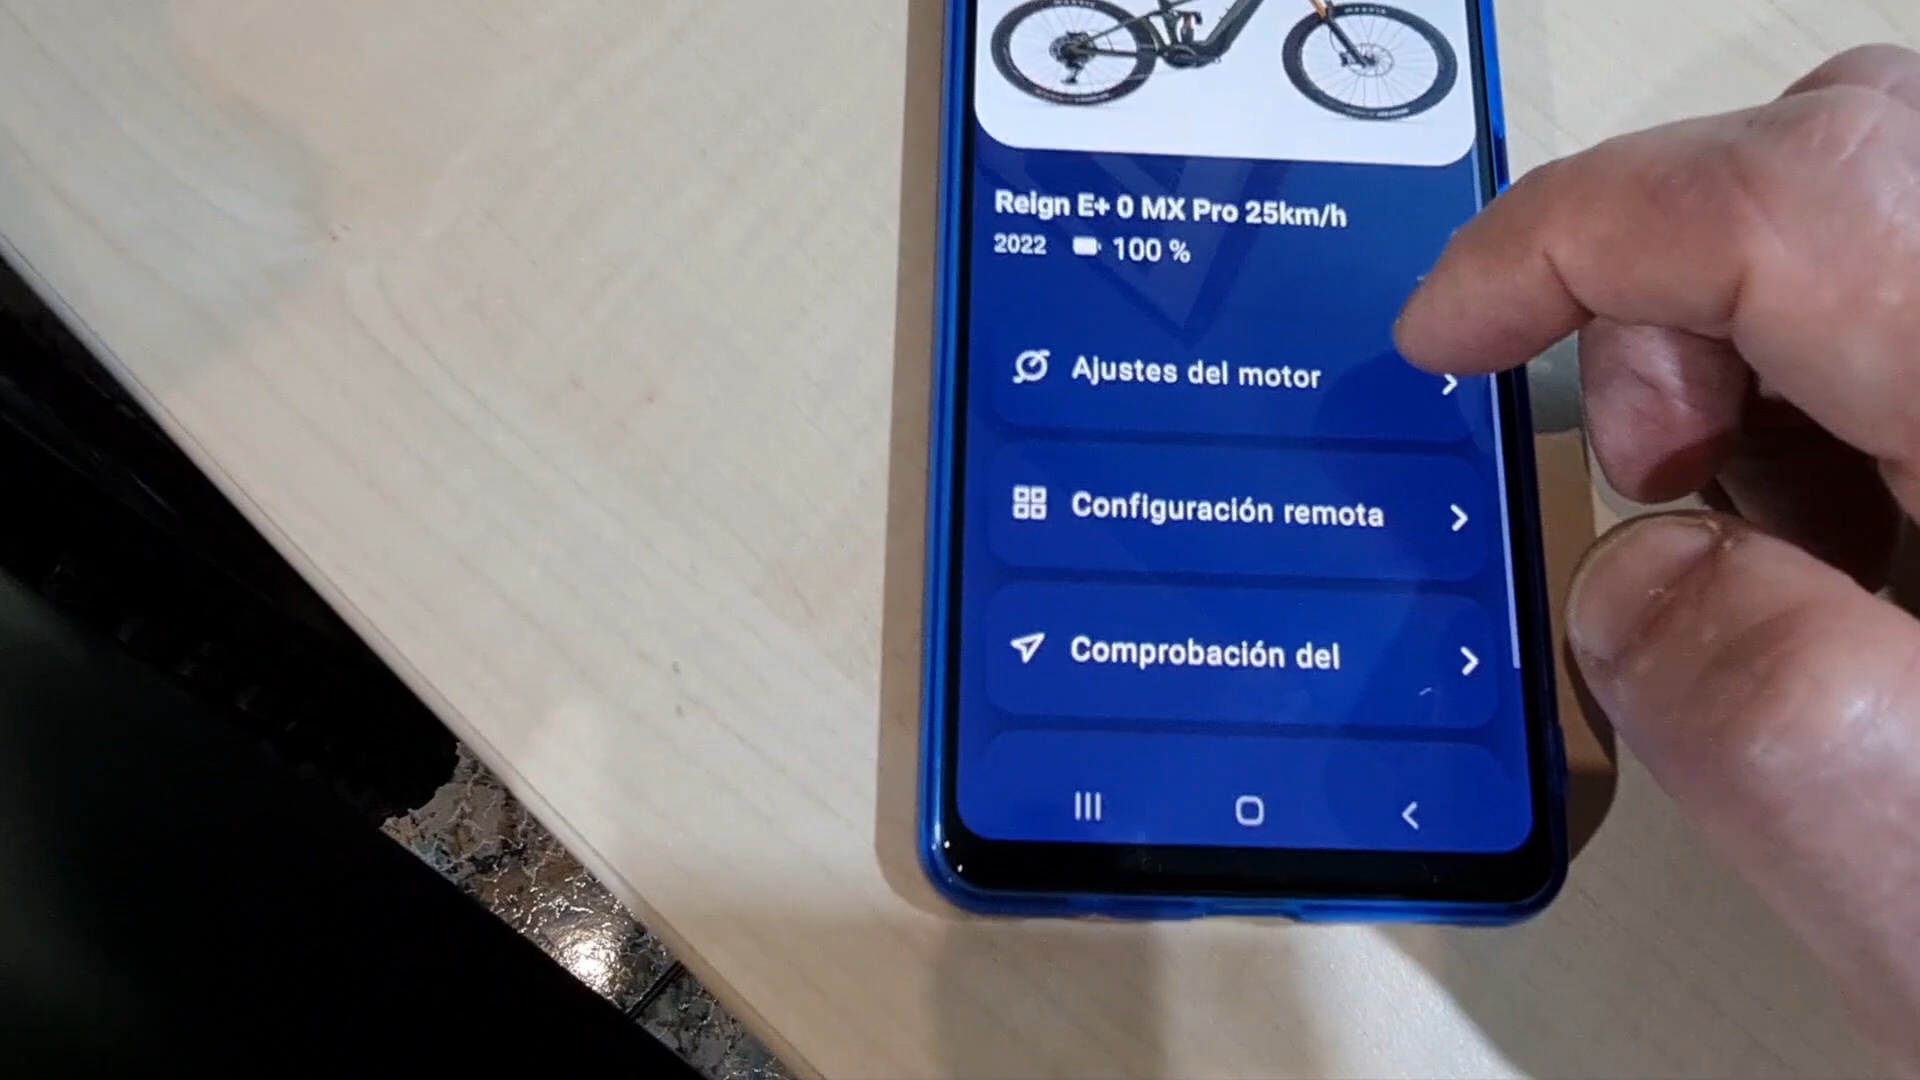 Reign E+ 0 MX Pro 25km/h
2022 100 %
Ajustes del motor
Configuración remota
Comprobación del